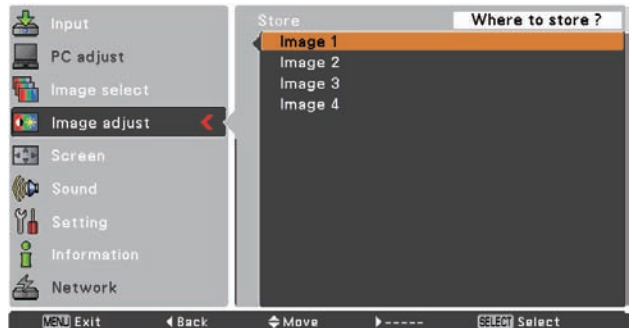 Input
PC adjust
Image select
Image adjust
Screen
Sound
Setting
Information
Network
Store
Where to store ?
Image 1
Image 2
Image 3
Image 4
MENU Exit
Back
Move
-----
SELECT Select